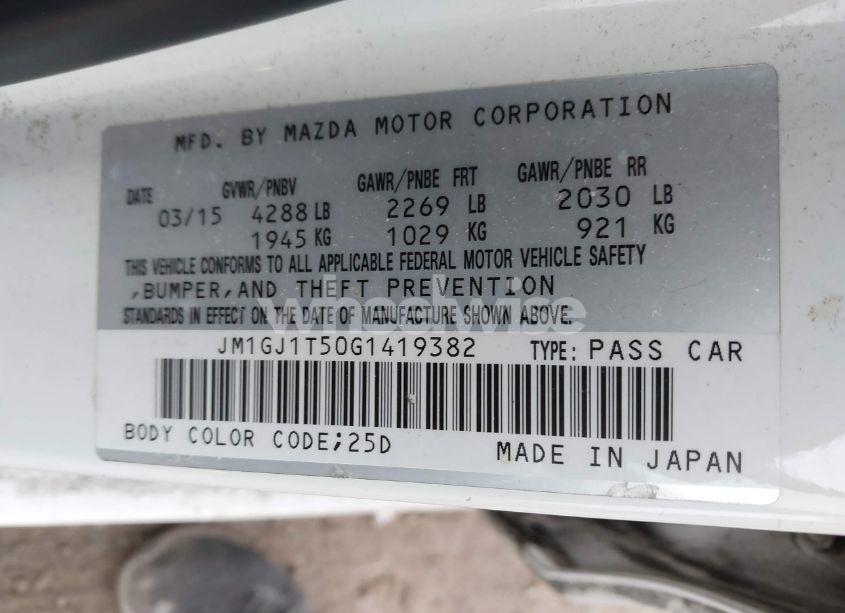 MFD. BY MAZDA MOTOR CORPORATION
DATE GVWR/PNBV GAWR/PNBE FRT GAWR/PNBE RR
03/15 4288 LB 2269 LB 2030 LB
1945 KG 1029 KG 921 KG
THIS VEHICLE CONFORMS TO ALL APPLICABLE FEDERAL MOTOR VEHICLE SAFETY
,BUMPER,AND THEFT PREVENTION
STANDARDS IN EFFECT ON THE DATE OF MANUFACTURE SHOWN ABOVE.
wheelwise
JM1GJ1T50G1419382 TYPE: PASS CAR
BODY COLOR CODE;25D
MADE IN JAPAN